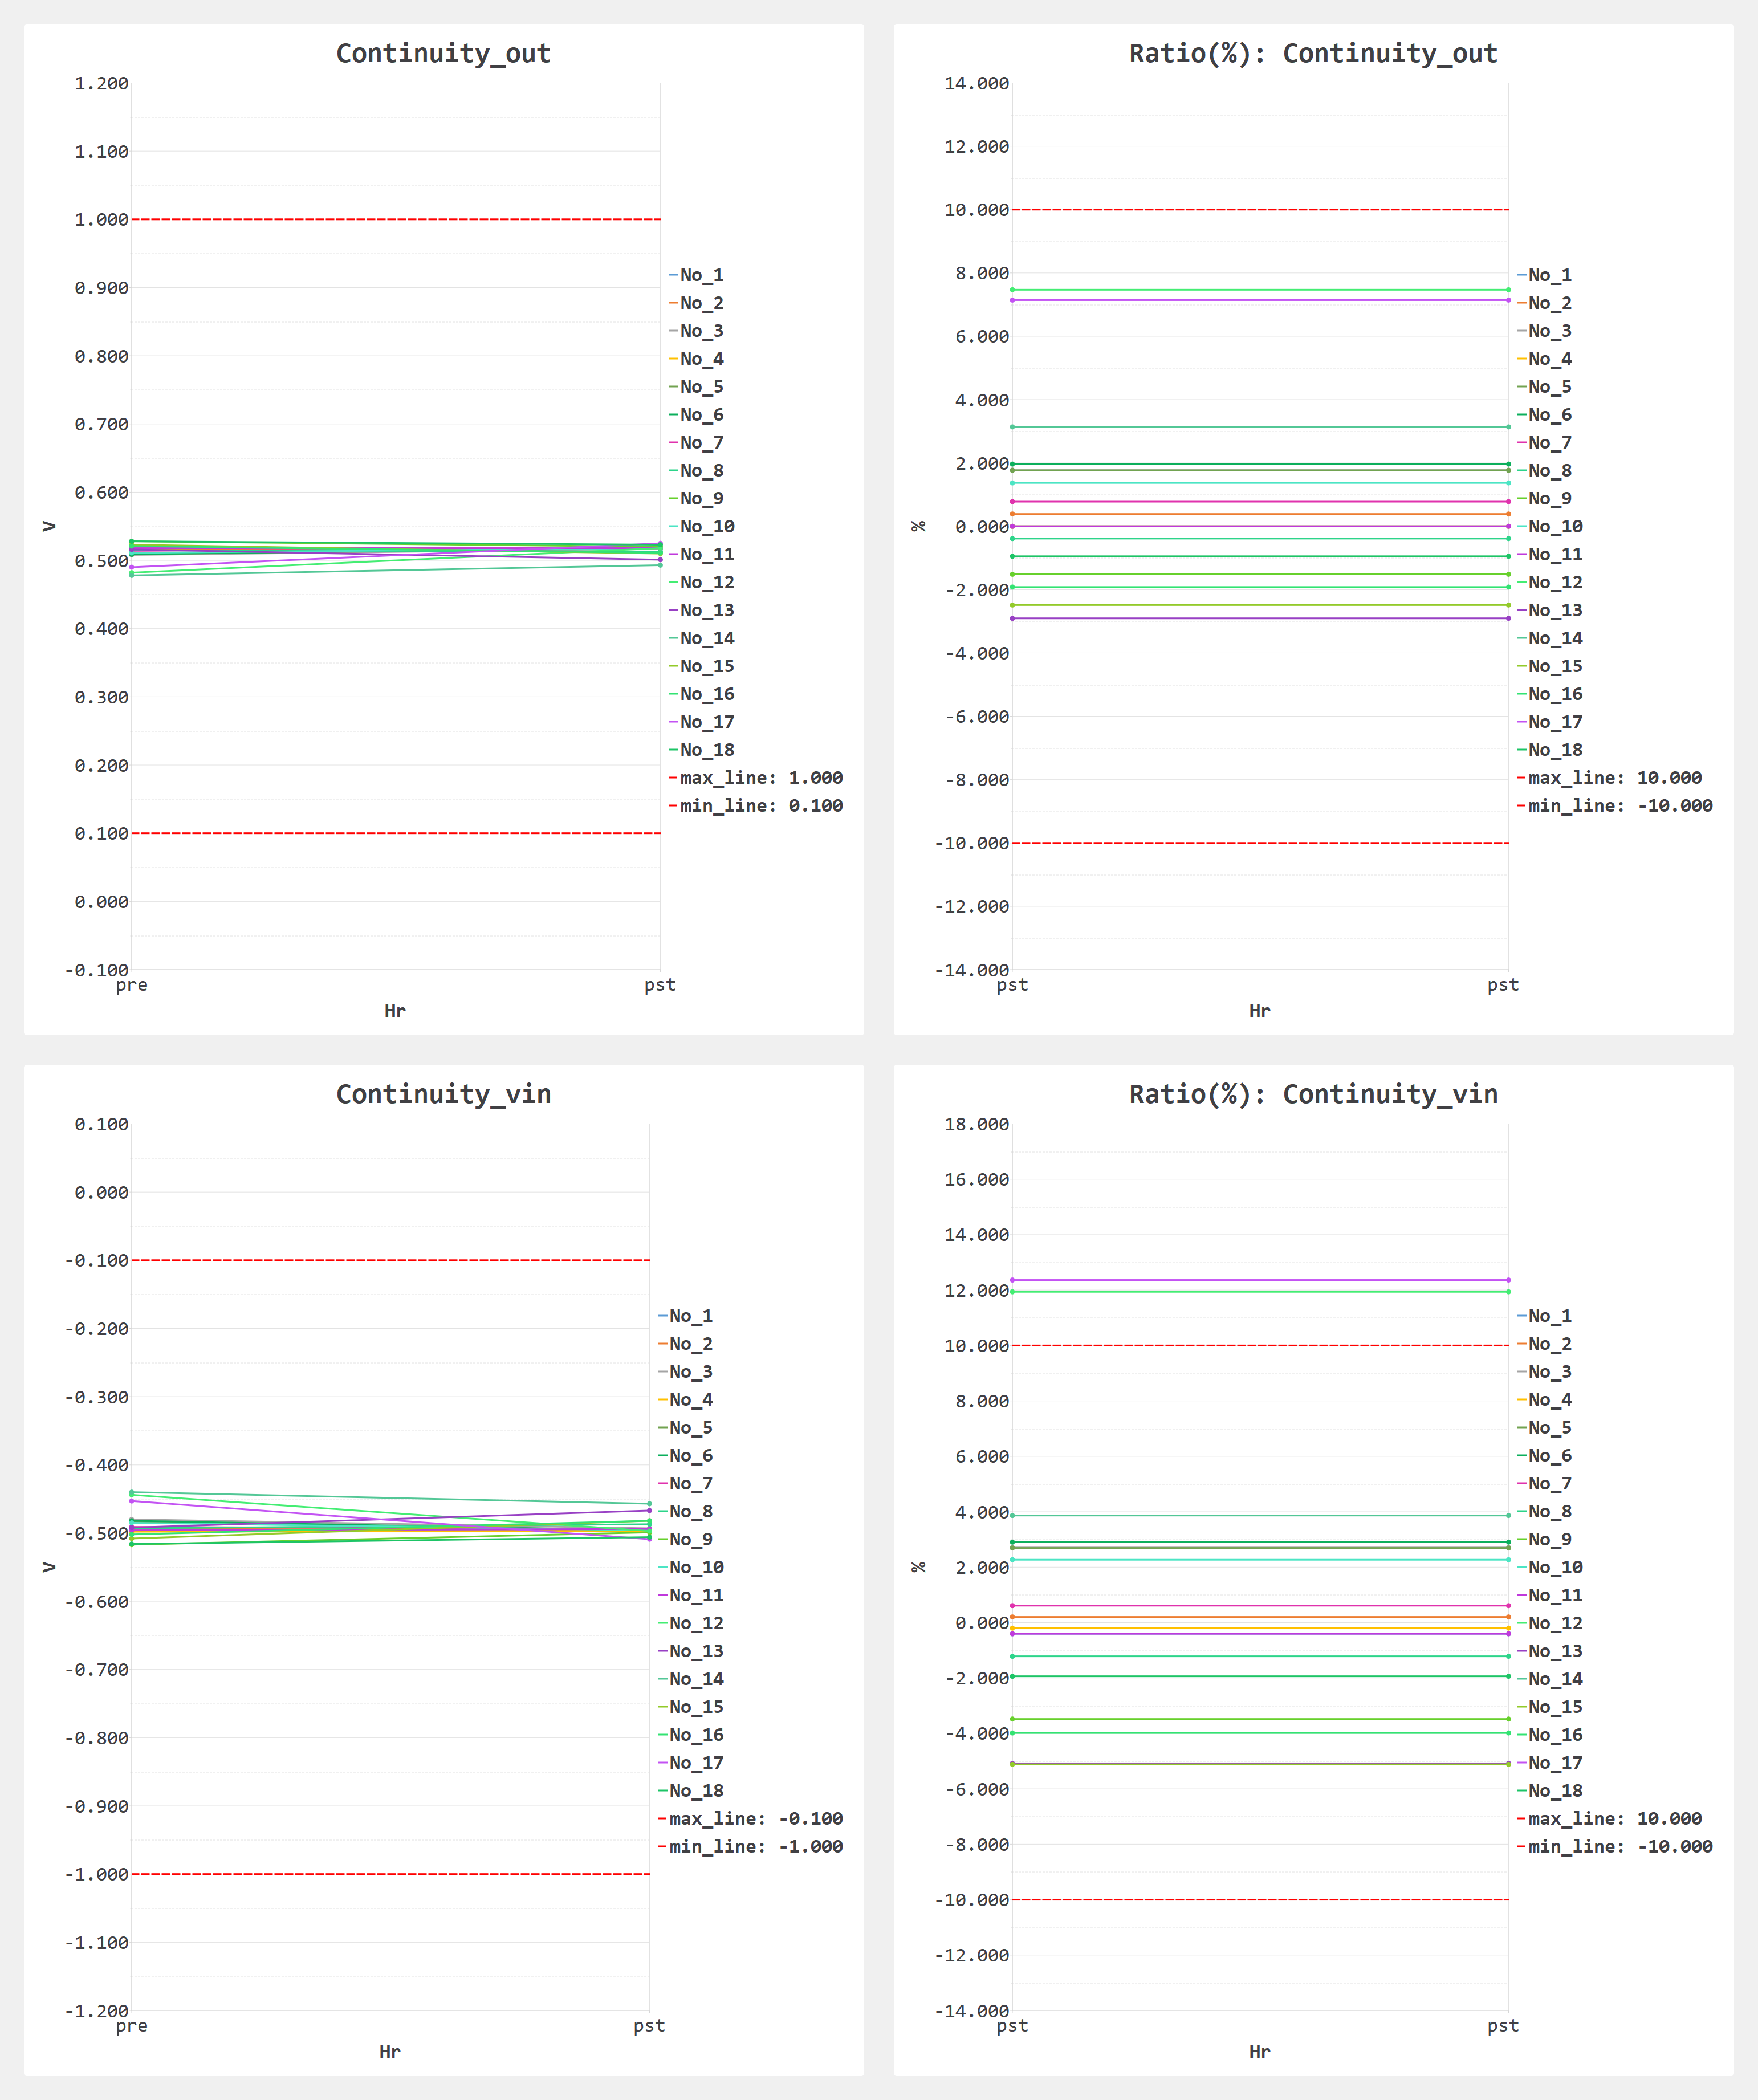 Continuity_out
1.200
1.100
1.000
0.900
0.800
0.700
0.600
0.500
0.400
0.300
0.200
0.100
0.000
-0.100
V
pre
pst
Hr
No_1
No_2
No_3
No_4
No_5
No_6
No_7
No_8
No_9
No_10
No_11
No_12
No_13
No_14
No_15
No_16
No_17
No_18
max_line: 1.000
min_line: 0.100
Ratio(%): Continuity_out
14.000
12.000
10.000
8.000
6.000
4.000
2.000
0.000
-2.000
-4.000
-6.000
-8.000
-10.000
-12.000
-14.000
%
pst
pst
Hr
No_1
No_2
No_3
No_4
No_5
No_6
No_7
No_8
No_9
No_10
No_11
No_12
No_13
No_14
No_15
No_16
No_17
No_18
max_line: 10.000
min_line: -10.000
Continuity_vin
0.100
0.000
-0.100
-0.200
-0.300
-0.400
-0.500
-0.600
-0.700
-0.800
-0.900
-1.000
-1.100
-1.200
V
pre
pst
Hr
No_1
No_2
No_3
No_4
No_5
No_6
No_7
No_8
No_9
No_10
No_11
No_12
No_13
No_14
No_15
No_16
No_17
No_18
max_line: -0.100
min_line: -1.000
Ratio(%): Continuity_vin
18.000
16.000
14.000
12.000
10.000
8.000
6.000
4.000
2.000
0.000
-2.000
-4.000
-6.000
-8.000
-10.000
-12.000
-14.000
%
pst
pst
Hr
No_1
No_2
No_3
No_4
No_5
No_6
No_7
No_8
No_9
No_10
No_11
No_12
No_13
No_14
No_15
No_16
No_17
No_18
max_line: 10.000
min_line: -10.000